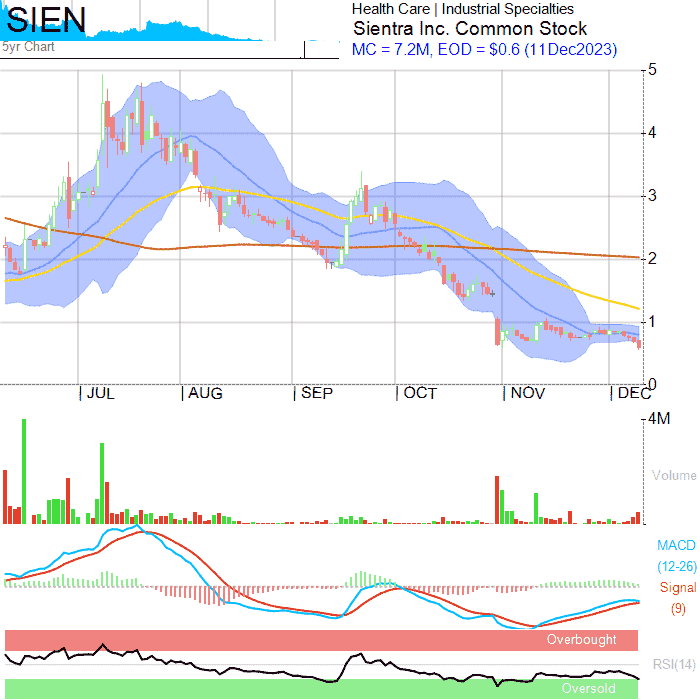 SIEN
5yr Chart
Health Care | Industrial Specialties
Sientra Inc. Common Stock
MC = 7.2M, EOD = $0.6 (11Dec2023)
5
4
3
2
1
0
| JUL | AUG | SEP | OCT | NOV | DEC
4M
Volume
MACD
(12-26)
Signal
(9)
Overbought
RSI(14)
Oversold